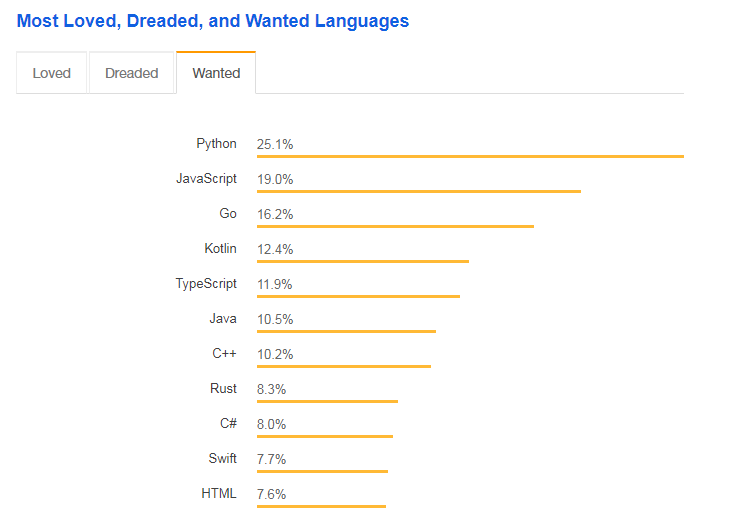 Most Loved, Dreaded, and Wanted Languages
Loved Dreaded Wanted
Python 25.1%
JavaScript 19.0%
Go 16.2%
Kotlin 12.4%
TypeScript 11.9%
Java 10.5%
C++ 10.2%
Rust 8.3%
C# 8.0%
Swift 7.7%
HTML 7.6%